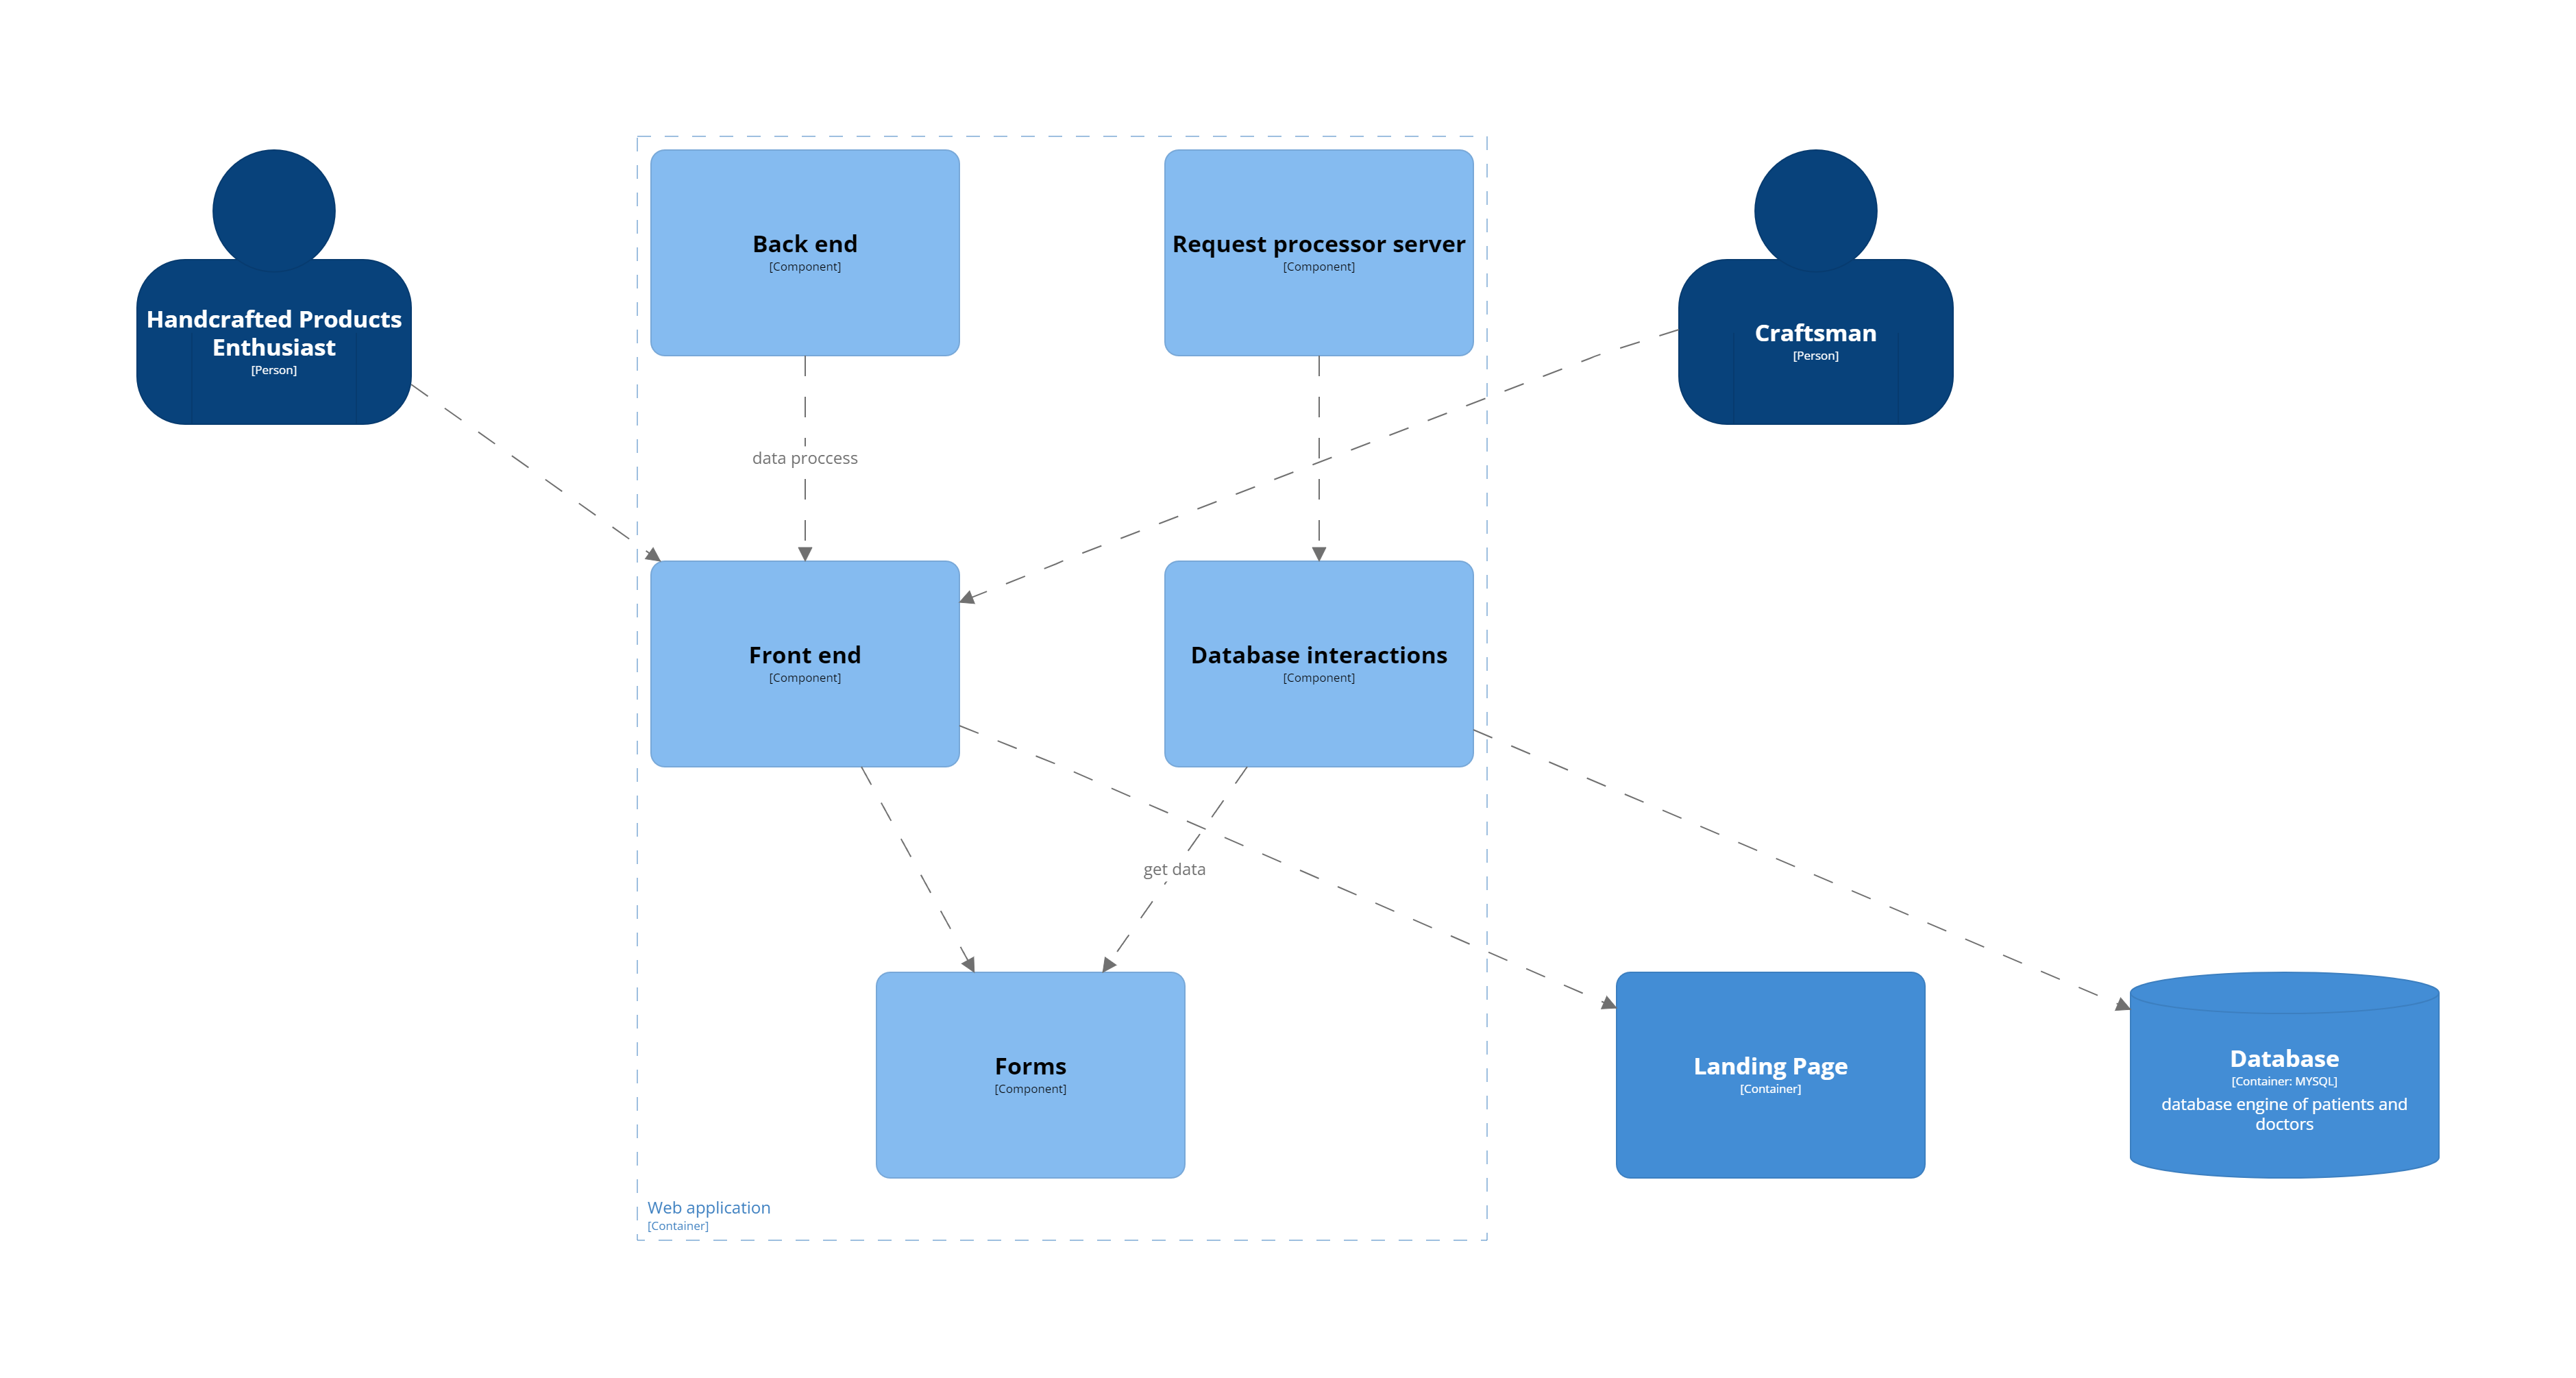 Back end
[Component]
Request processor server
[Component]
Handcrafted Products
Enthusiast
[Person]
Craftsman
[Person]
data proccess
Front end
[Component]
Database interactions
[Component]
get data
Forms
[Component]
Landing Page
[Container]
Database
[Container: MYSQL]
database engine of patients and
doctors
Web application
[Container]